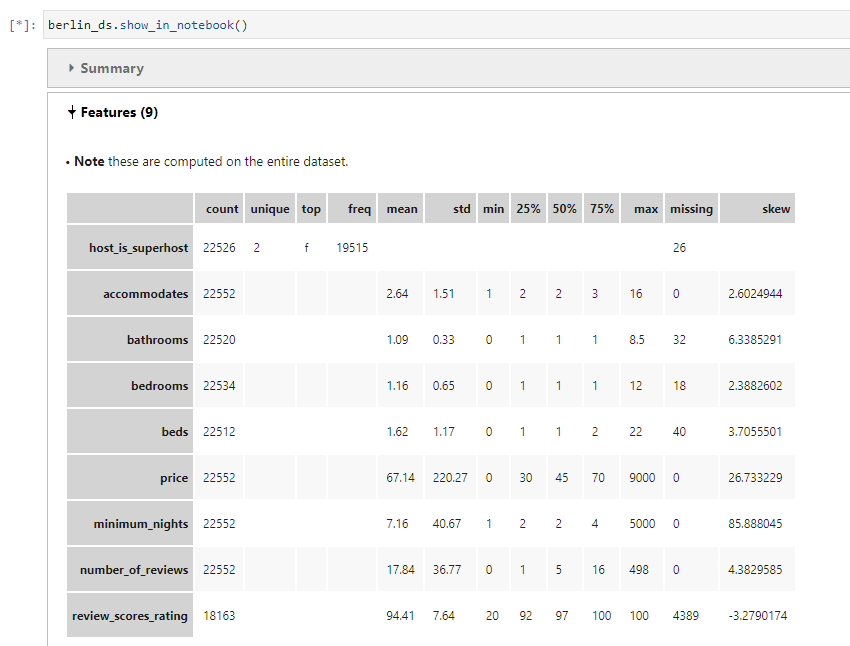 [*]: berlin_ds.show_in_notebook()
Summary
Features (9)
• Note these are computed on the entire dataset.
count unique top freq mean std min 25% 50% 75% max missing skew
host_is_superhost 22526 2 f 19515 26
accommodates 22552 2.64 1.51 1 2 2 3 16 0 2.6024944
bathrooms 22520 1.09 0.33 0 1 1 1 8.5 32 6.3385291
bedrooms 22534 1.16 0.65 0 1 1 1 12 18 2.3882602
beds 22512 1.62 1.17 0 1 1 2 22 40 3.7055501
price 22552 67.14 220.27 0 30 45 70 9000 0 26.733229
minimum_nights 22552 7.16 40.67 1 2 2 4 5000 0 85.888045
number_of_reviews 22552 17.84 36.77 0 1 5 16 498 0 4.3829585
review_scores_rating 18163 94.41 7.64 20 92 97 100 100 4389 -3.2790174